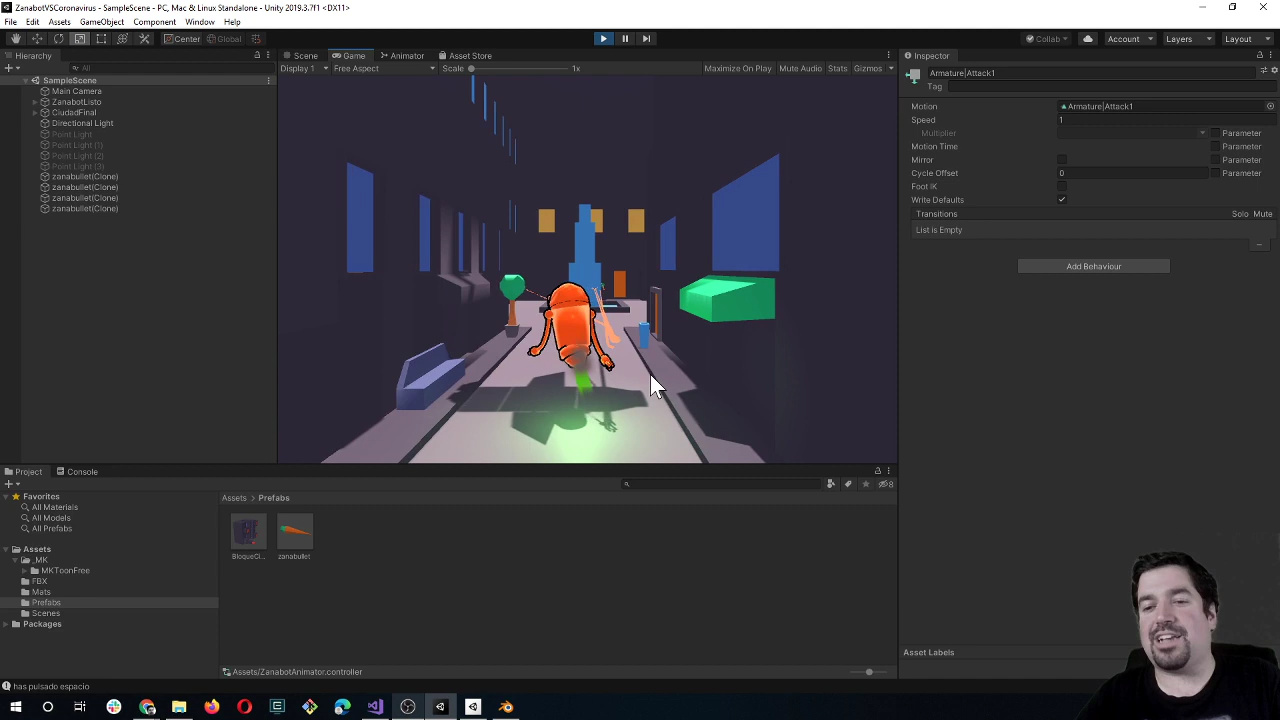 ZanabotVSCoronavirus - SampleScene - PC, Mac & Linux Standalone - Unity 2019.3.7f1 <DX11>
File Edit Assets GameObject Component Window Help
Center Global Collab Account Layers Layout
Hierarchy
All
SampleScene
Main Camera
ZanabotListo
CiudadFinal
Directional Light
Point Light
Point Light (1)
Point Light (2)
Point Light (3)
zanabullet(Clone)
zanabullet(Clone)
zanabullet(Clone)
zanabullet(Clone)
Scene Game Animator Asset Store
Display 1 Free Aspect Scale 1x Maximize On Play Mute Audio Stats Gizmos
Inspector
Armature|Attack1
Tag
Motion Armature|Attack1
Speed 1
Multiplier Parameter
Motion Time Parameter
Mirror Parameter
Cycle Offset 0 Parameter
Foot IK
Write Defaults
Transitions Solo Mute
List is Empty
Add Behaviour
Asset Labels
Project Console
8
Favorites
All Materials
All Models
All Prefabs
Assets
_MK
MKToonFree
FBX
Mats
Prefabs
Scenes
Packages
Assets > Prefabs
BloqueCi... zanabullet
Assets/ZanabotAnimator.controller
has pulsado espacio